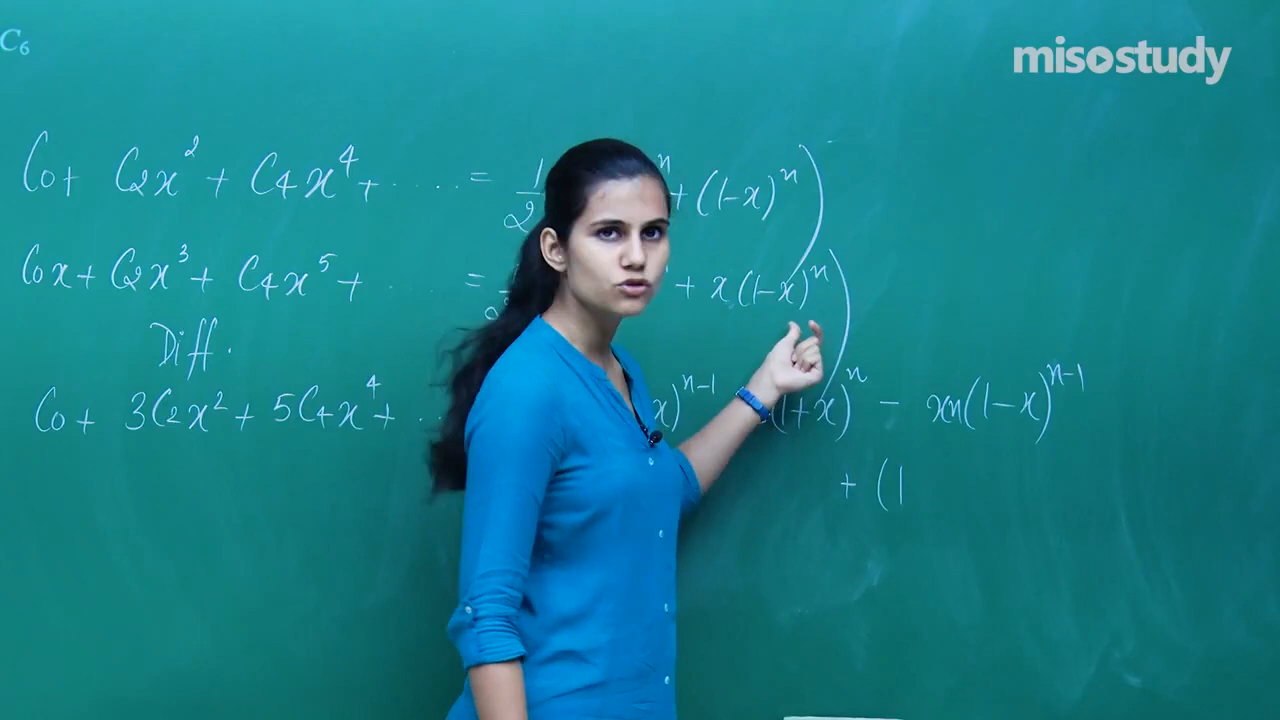 C₆
misostudy
C₀ + C₂x² + C₄x⁴ + ..... = 1/2 ⁿ + (1-x)ⁿ)
C₀x + C₂x³ + C₄x⁵ + ..... = + x(1-x)ⁿ)
Diff.
C₀ + 3C₂x² + 5C₄x⁴ + .. x)ⁿ⁻¹ (1+x)ⁿ - xn(1-x)ⁿ⁻¹
+ (1